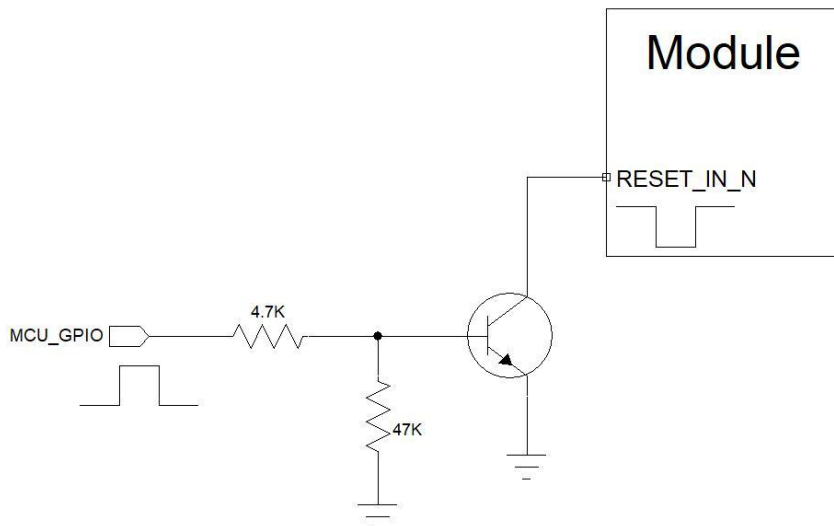 Module
RESET_IN_N
4.7K
MCU_GPIO
47K